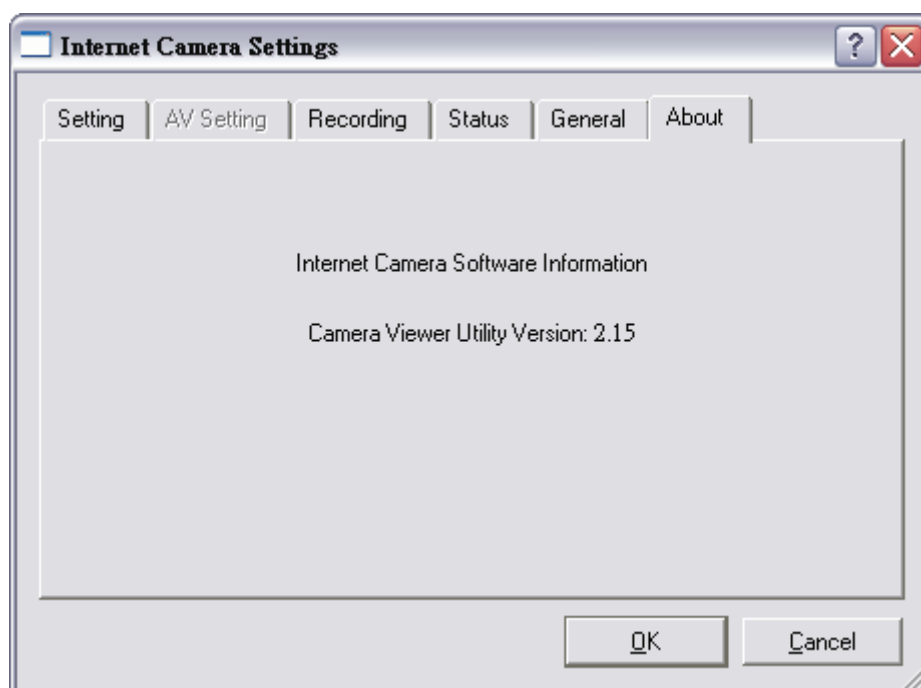 Internet Camera Settings
Setting AV Setting Recording Status General About
Internet Camera Software Information
Camera Viewer Utility Version: 2.15
OK Cancel